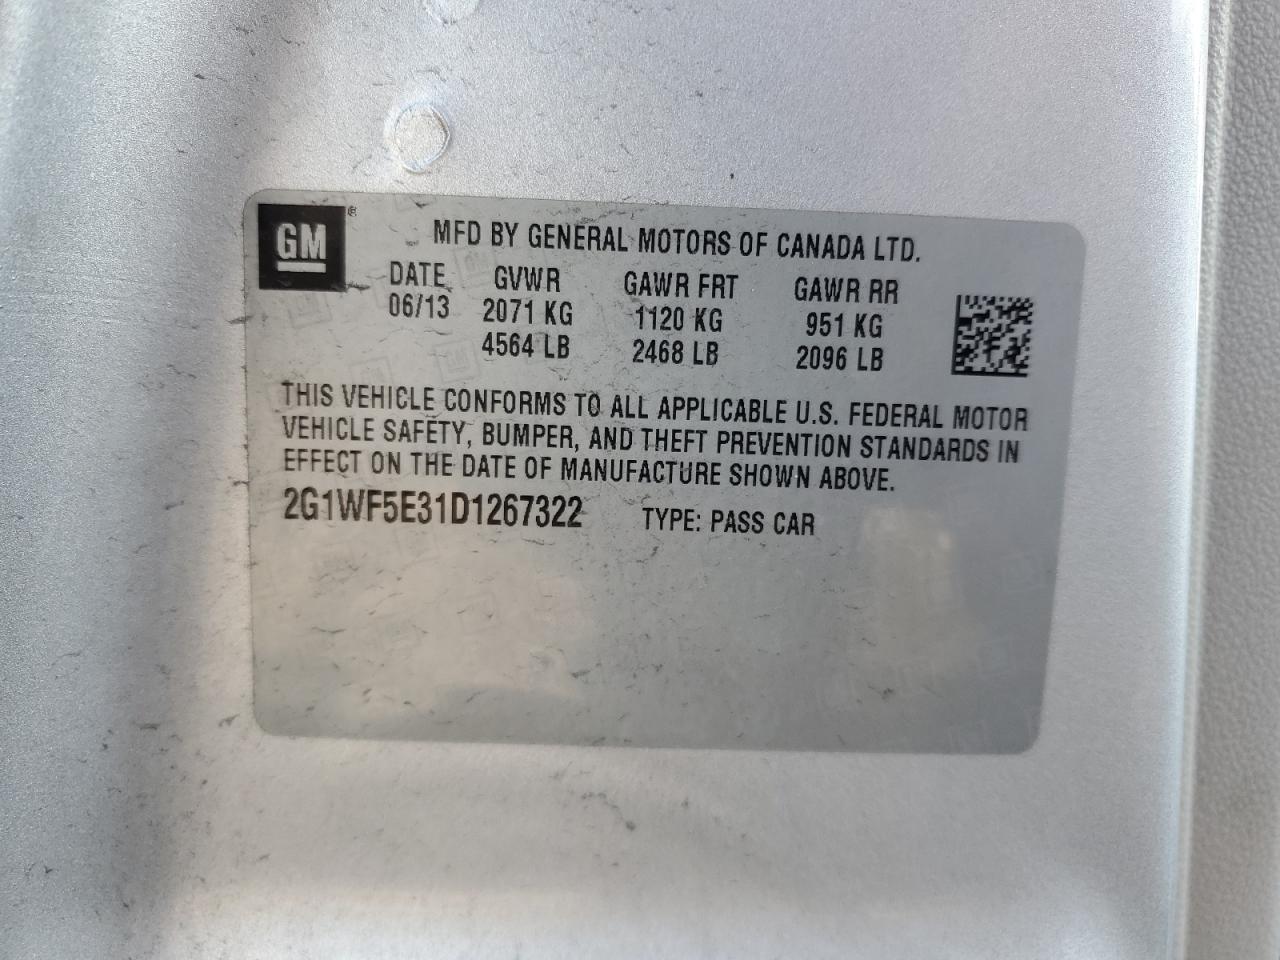 GM®
MFD BY GENERAL MOTORS OF CANADA LTD.
DATE GVWR GAWR FRT GAWR RR
06/13 2071 KG 1120 KG 951 KG
4564 LB 2468 LB 2096 LB
THIS VEHICLE CONFORMS TO ALL APPLICABLE U.S. FEDERAL MOTOR
VEHICLE SAFETY, BUMPER, AND THEFT PREVENTION STANDARDS IN
EFFECT ON THE DATE OF MANUFACTURE SHOWN ABOVE.
2G1WF5E31D1267322 TYPE: PASS CAR